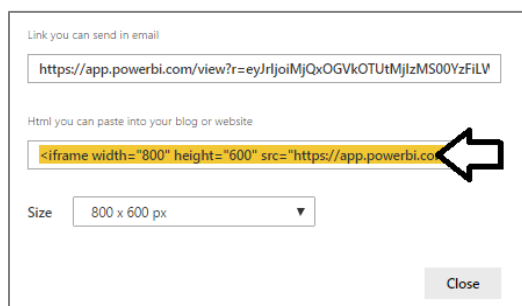 Link you can send in email
https://app.powerbi.com/view?r=eyJrIjoiMjQxOGVkOTUtMjIzMS00YzFiLW
Html you can paste into your blog or website
<iframe width="800" height="600" src="https://app.powerbi.co
Size 800 x 600 px
Close